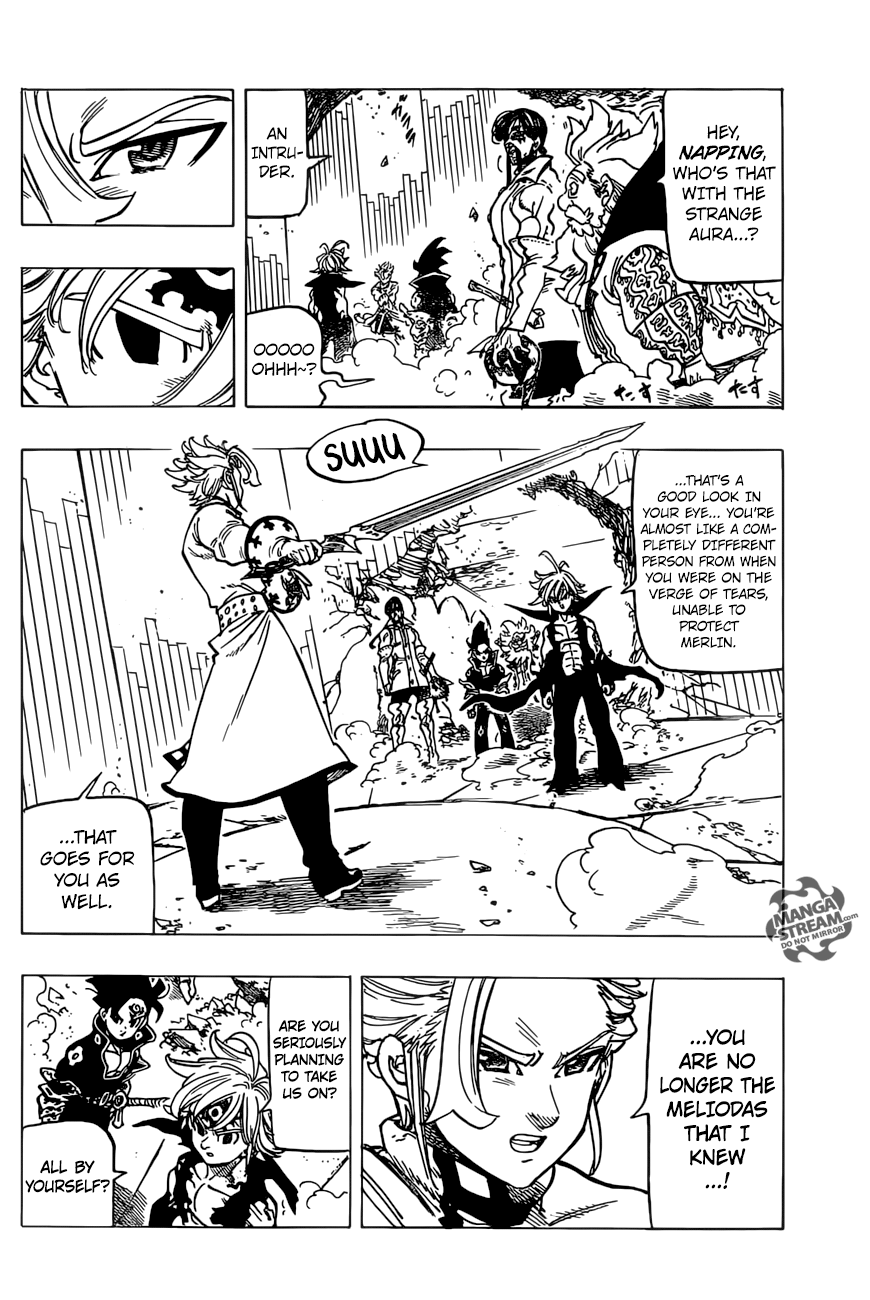 HEY,
NAPPING,
WHO'S THAT
WITH THE
STRANGE
AURA...?
AN
INTRU-
DER.
OOOOO
OHHH~?
たっす
たっす
SUUU
...THAT'S A
GOOD LOOK IN
YOUR EYE... YOU'RE
ALMOST LIKE A COM-
PLETELY DIFFERENT
PERSON FROM WHEN
YOU WERE ON THE
VERGE OF TEARS,
UNABLE TO
PROTECT
MERLIN.
...THAT
GOES FOR
YOU AS
WELL.
MANGA
STREAM.com
DO NOT MIRROR
...YOU
ARE NO
LONGER THE
MELIODAS
THAT I
KNEW
...!
ARE YOU
SERIOUSLY
PLANNING
TO TAKE
US ON?
ALL BY
YOURSELF?